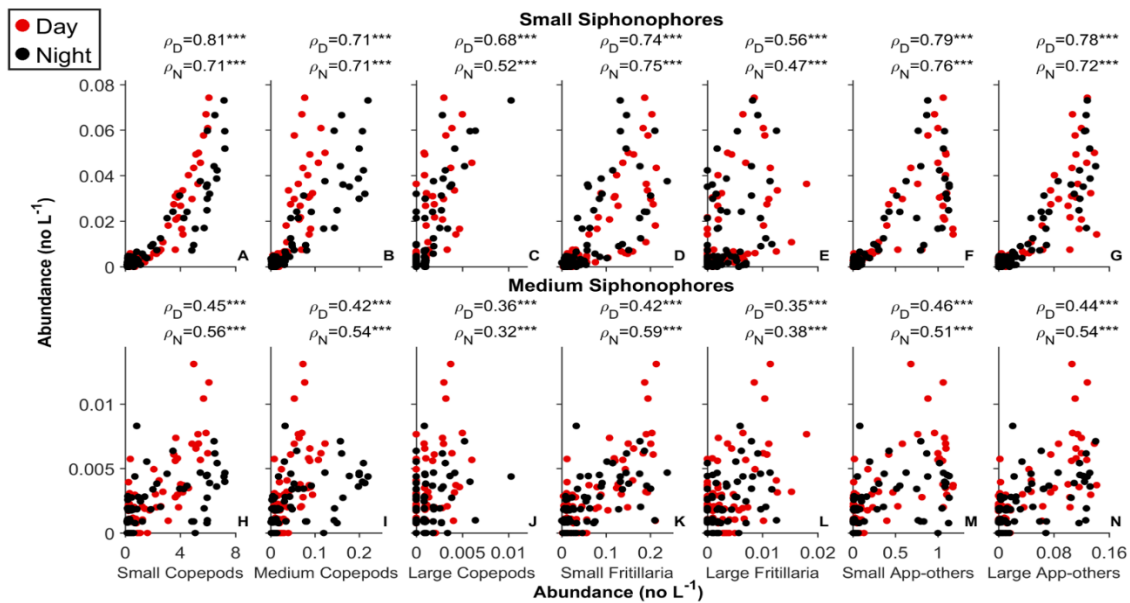 Day
Night
Small Siphonophores
ρD=0.81*** ρD=0.71*** ρD=0.68*** ρD=0.74*** ρD=0.56*** ρD=0.79*** ρD=0.78***
ρN=0.71*** ρN=0.71*** ρN=0.52*** ρN=0.75*** ρN=0.47*** ρN=0.76*** ρN=0.72***
0.08
0.06
0.04
0.02
0
A B C D E F G
Abundance (no L⁻¹)
Medium Siphonophores
ρD=0.45*** ρD=0.42*** ρD=0.36*** ρD=0.42*** ρD=0.35*** ρD=0.46*** ρD=0.44***
ρN=0.56*** ρN=0.54*** ρN=0.32*** ρN=0.59*** ρN=0.38*** ρN=0.51*** ρN=0.54***
0.01
0.005
0
H I J K L M N
0 4 8 0 0.1 0.2 0 0.005 0.01 0 0.1 0.2 0 0.01 0.02 0 0.5 1 0 0.08 0.16
Small Copepods Medium Copepods Large Copepods Small Fritillaria Large Fritillaria Small App-others Large App-others
Abundance (no L⁻¹)